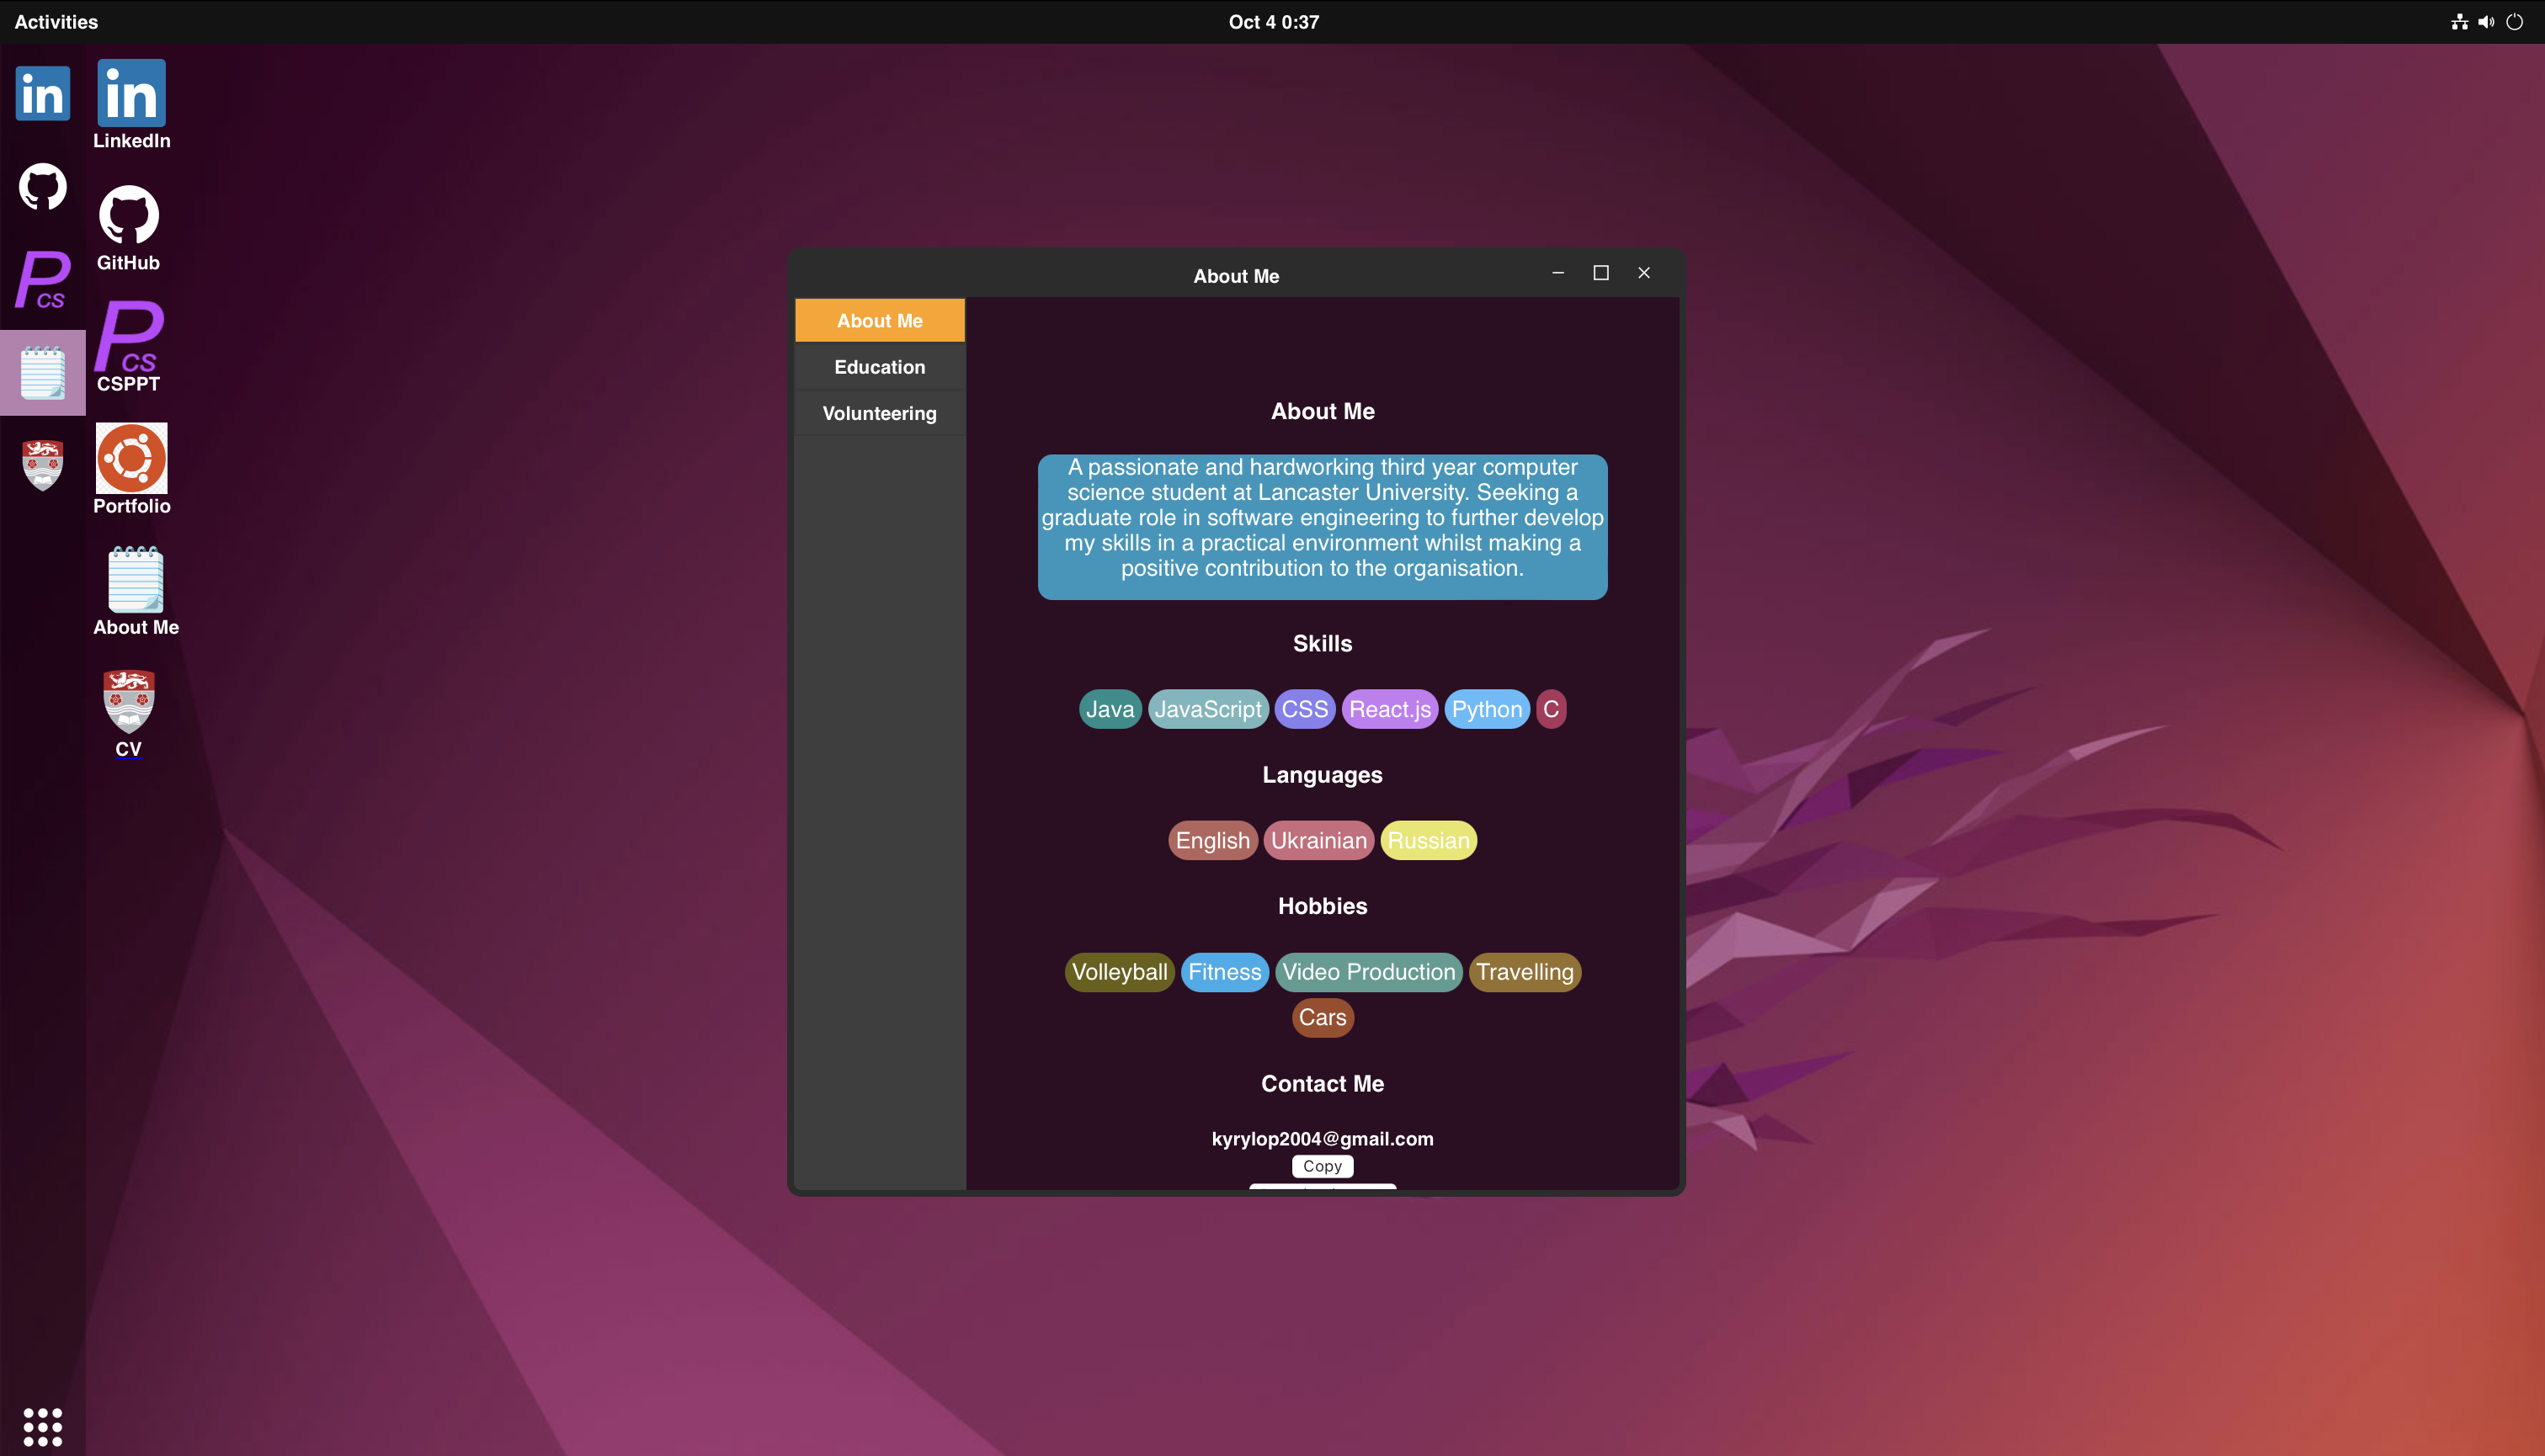 Activities
Oct 4 0:37
in
in
LinkedIn
GitHub
P CS
P CS
CSPPT
Portfolio
About Me
CV
About Me
About Me
Education
Volunteering
About Me
A passionate and hardworking third year computer
science student at Lancaster University. Seeking a
graduate role in software engineering to further develop
my skills in a practical environment whilst making a
positive contribution to the organisation.
Skills
Java JavaScript CSS React.js Python C
Languages
English Ukrainian Russian
Hobbies
Volleyball Fitness Video Production Travelling
Cars
Contact Me
kyrylop2004@gmail.com
Copy